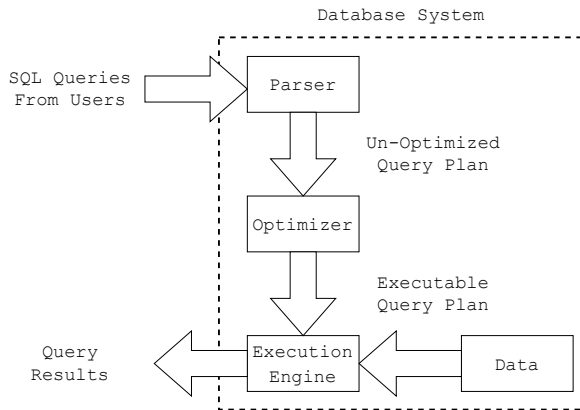 Database System
SQL Queries
From Users
Parser
Un-Optimized
Query Plan
Optimizer
Executable
Query Plan
Query
Results
Execution
Engine
Data